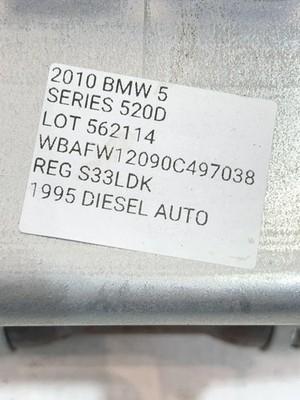 2010 BMW 5
SERIES 520D
LOT 562114
WBAFW12090C497038
REG S33LDK
1995 DIESEL AUTO